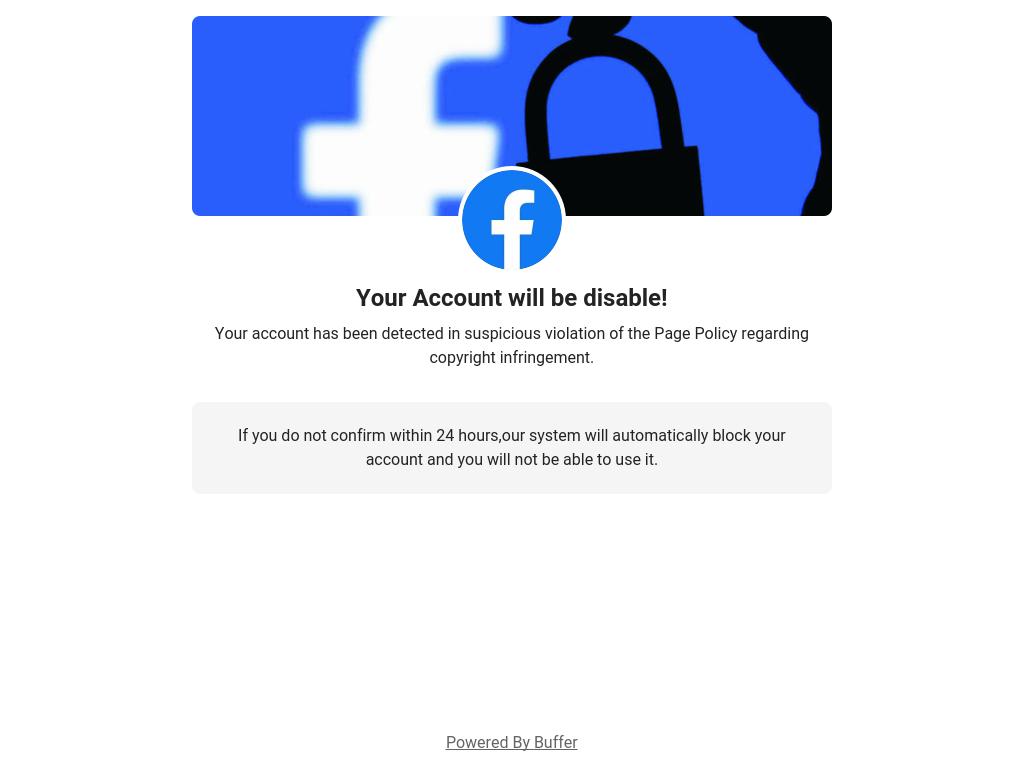 Your Account will be disable!
Your account has been detected in suspicious violation of the Page Policy regarding
copyright infringement.
If you do not confirm within 24 hours,our system will automatically block your
account and you will not be able to use it.
Powered By Buffer